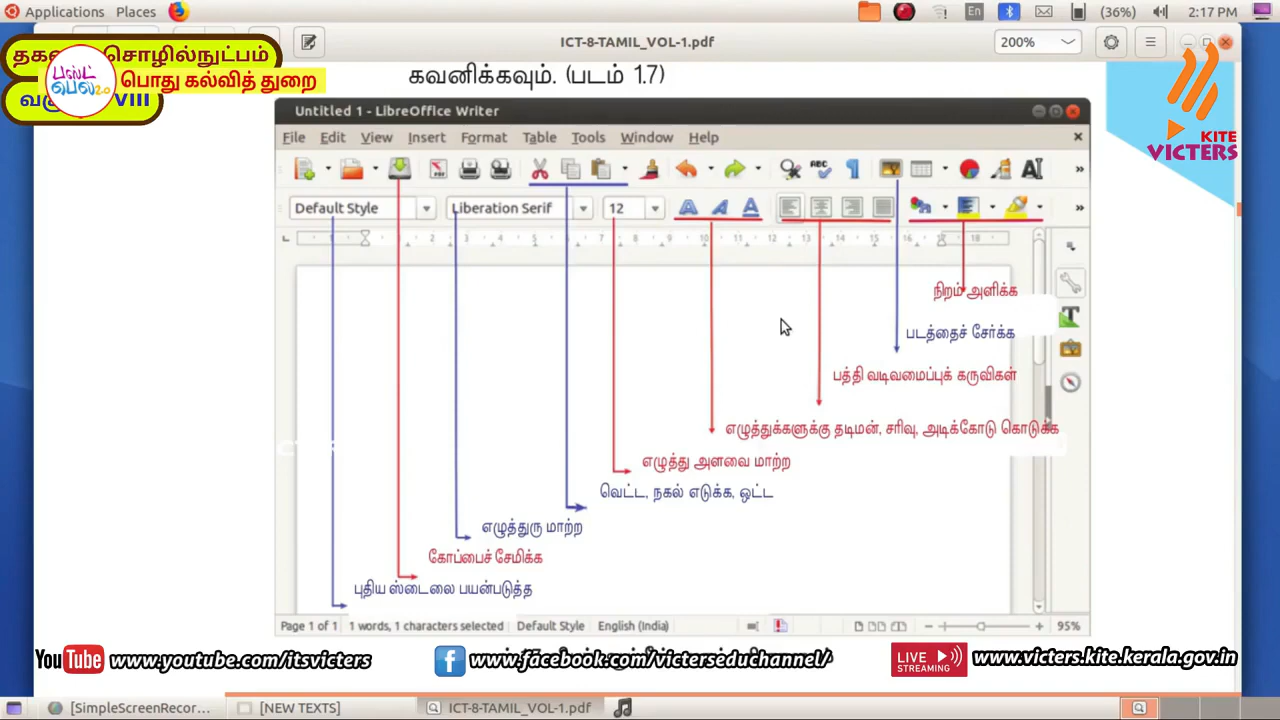 Applications Places En (36%) 2:17 PM
ICT-8-TAMIL_VOL-1.pdf 200%
பொது கல்வித் துறை
VIII
KITE
VICTERS
கவனிக்கவும். (படம் 1.7)
Untitled 1 - LibreOffice Writer
File Edit View Insert Format Table Tools Window Help
Default Style Liberation Serif 12
நிறம் அளிக்க
படத்தைச் சேர்க்க
பத்தி வடிவமைப்புக் கருவிகள்
எழுத்துக்களுக்கு தடிமன், சரிவு, அடிக்கோடு கொடுக்க
எழுத்து அளவை மாற்ற
வெட்ட, நகல் எடுக்க, ஒட்ட
எழுத்துரு மாற்ற
கோப்பைச் சேமிக்க
புதிய ஸ்டைலை பயன்படுத்த
Page 1 of 1 1 words, 1 characters selected Default Style English (India) 95%
YouTube www.youtube.com/itsvicters
www.facebook.com/victerseduchannel/
LIVE STREAMING www.victers.kite.kerala.gov.in
[SimpleScreenRecor... [NEW TEXTS] ICT-8-TAMIL_VOL-1.pdf